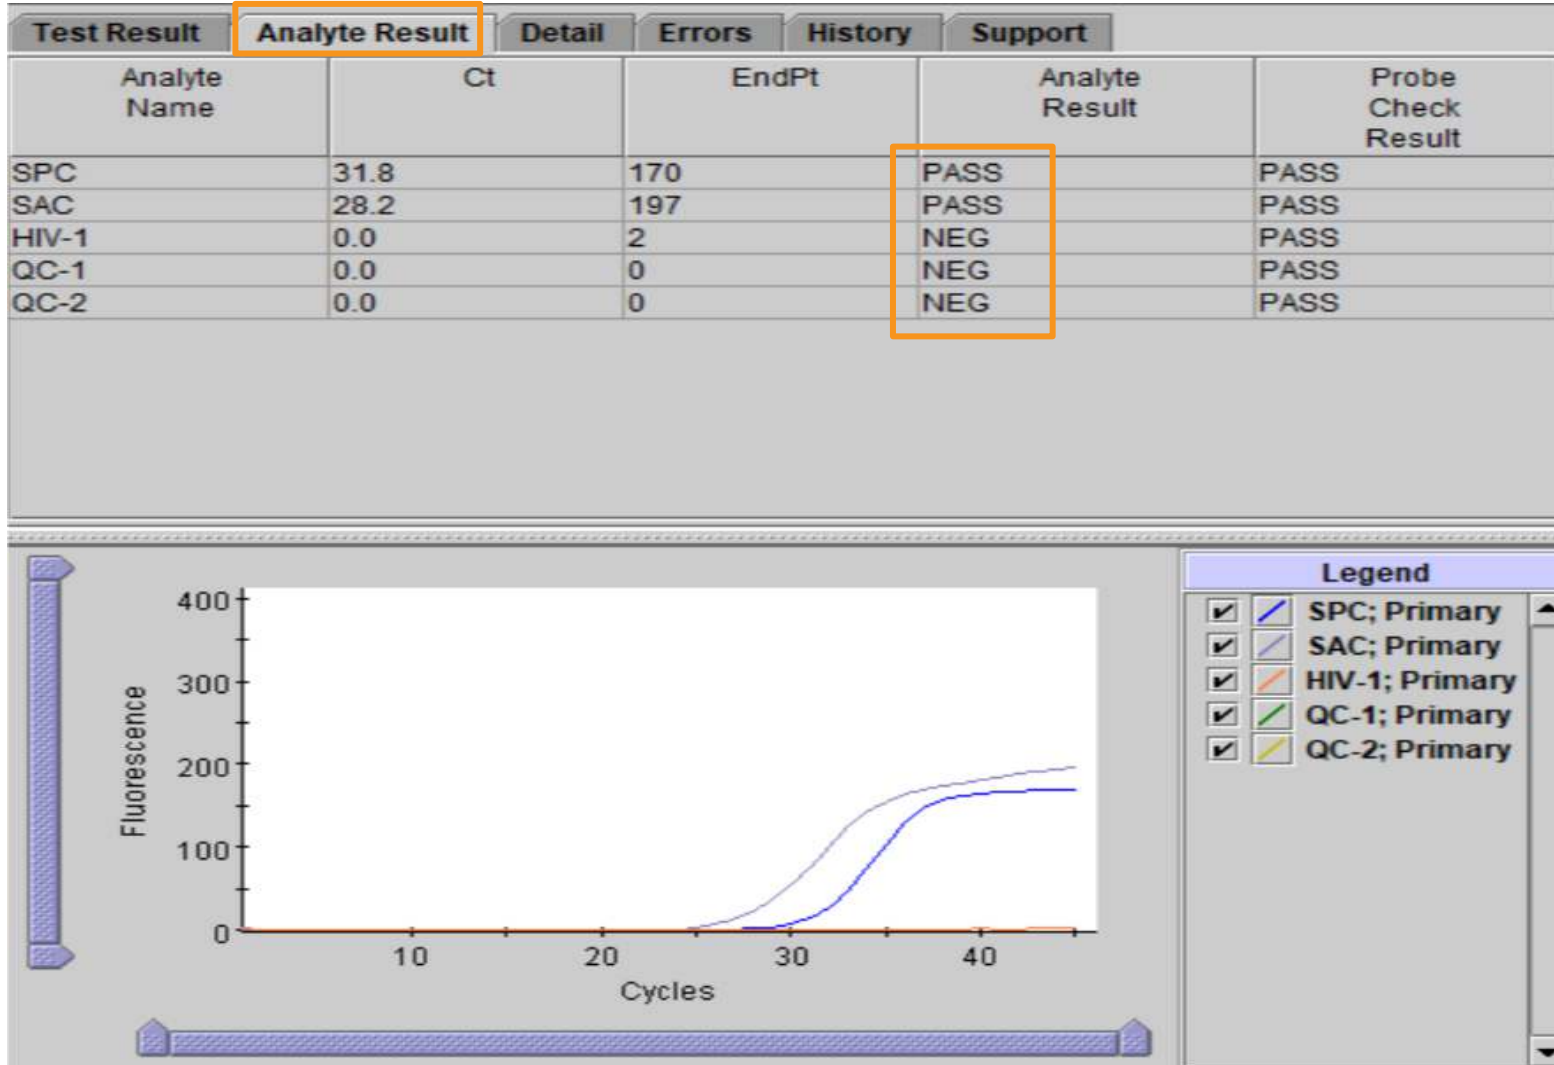 Test Result Analyte Result Detail Errors History Support
Analyte Name Ct EndPt Analyte Result Probe Check Result
SPC 31.8 170 PASS PASS
SAC 28.2 197 PASS PASS
HIV-1 0.0 2 NEG PASS
QC-1 0.0 0 NEG PASS
QC-2 0.0 0 NEG PASS
400
300
200
100
0
Fluorescence
10 20 30 40
Cycles
Legend
SPC; Primary
SAC; Primary
HIV-1; Primary
QC-1; Primary
QC-2; Primary